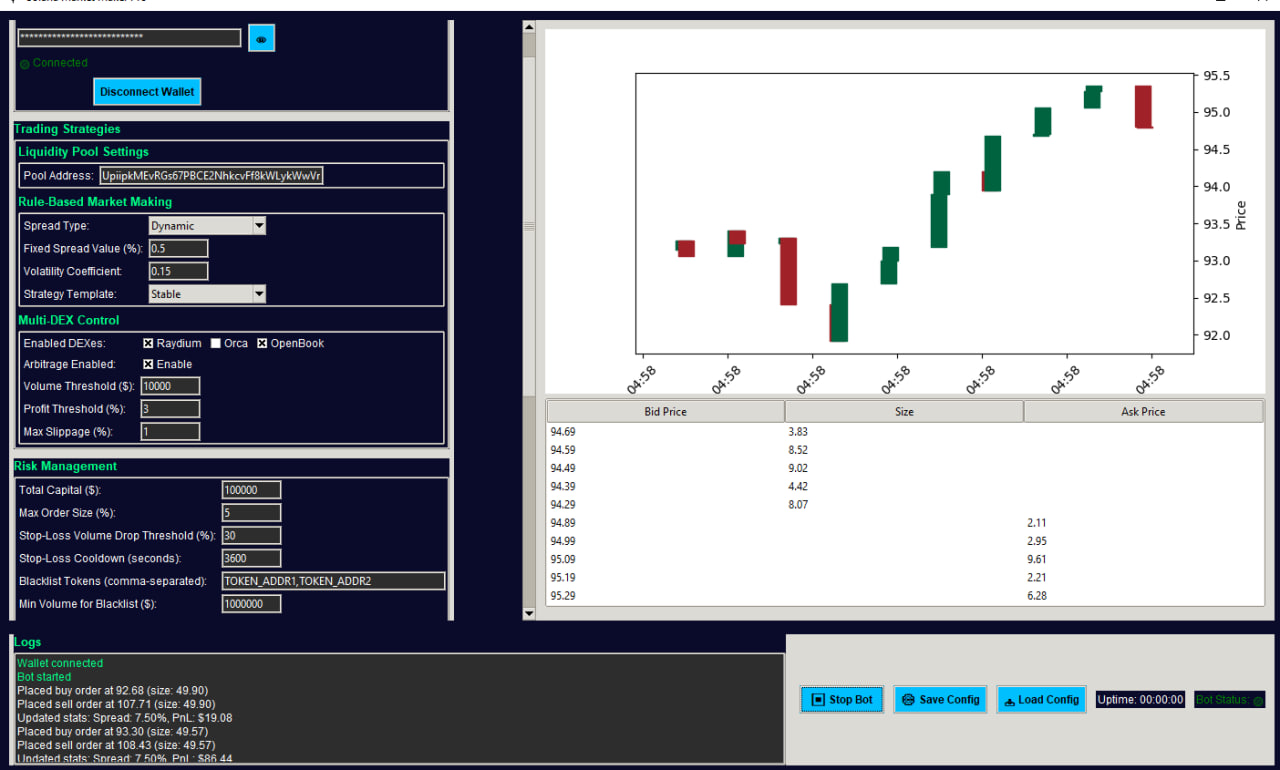 ***************************
Connected
Disconnect Wallet
Trading Strategies
Liquidity Pool Settings
Pool Address: UpiipkMEvRGs67PBCE2NhkcvFf8kWLykWwVr
Rule-Based Market Making
Spread Type: Dynamic
Fixed Spread Value (%): 0.5
Volatility Coefficient: 0.15
Strategy Template: Stable
Multi-DEX Control
Enabled DEXes: Raydium Orca OpenBook
Arbitrage Enabled: Enable
Volume Threshold ($): 10000
Profit Threshold (%): 3
Max Slippage (%): 1
Risk Management
Total Capital ($): 100000
Max Order Size (%): 5
Stop-Loss Volume Drop Threshold (%): 30
Stop-Loss Cooldown (seconds): 3600
Blacklist Tokens (comma-separated): TOKEN_ADDR1,TOKEN_ADDR2
Min Volume for Blacklist ($): 1000000
95.5
95.0
94.5
94.0
93.5
93.0
92.5
92.0
Price
04:58 04:58 04:58 04:58 04:58 04:58 04:58
Bid Price Size Ask Price
94.69 3.83
94.59 8.52
94.49 9.02
94.39 4.42
94.29 8.07
94.89 2.11
94.99 2.95
95.09 9.61
95.19 2.21
95.29 6.28
Logs
Wallet connected
Bot started
Placed buy order at 92.68 (size: 49.90)
Placed sell order at 107.71 (size: 49.90)
Updated stats: Spread: 7.50%, PnL: $19.08
Placed buy order at 93.30 (size: 49.57)
Placed sell order at 108.43 (size: 49.57)
Updated stats: Spread: 7.50%, PnL: $86.44
Stop Bot Save Config Load Config Uptime: 00:00:00 Bot Status: